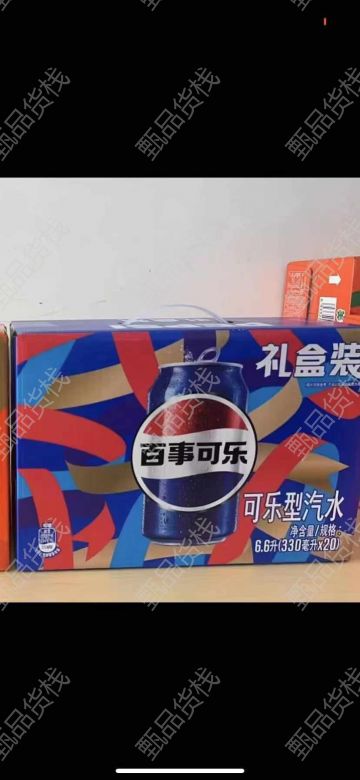 礼盒装
百事可乐
可乐型汽水
净含量/规格:
6.6升(330毫升x20)
甄品货栈